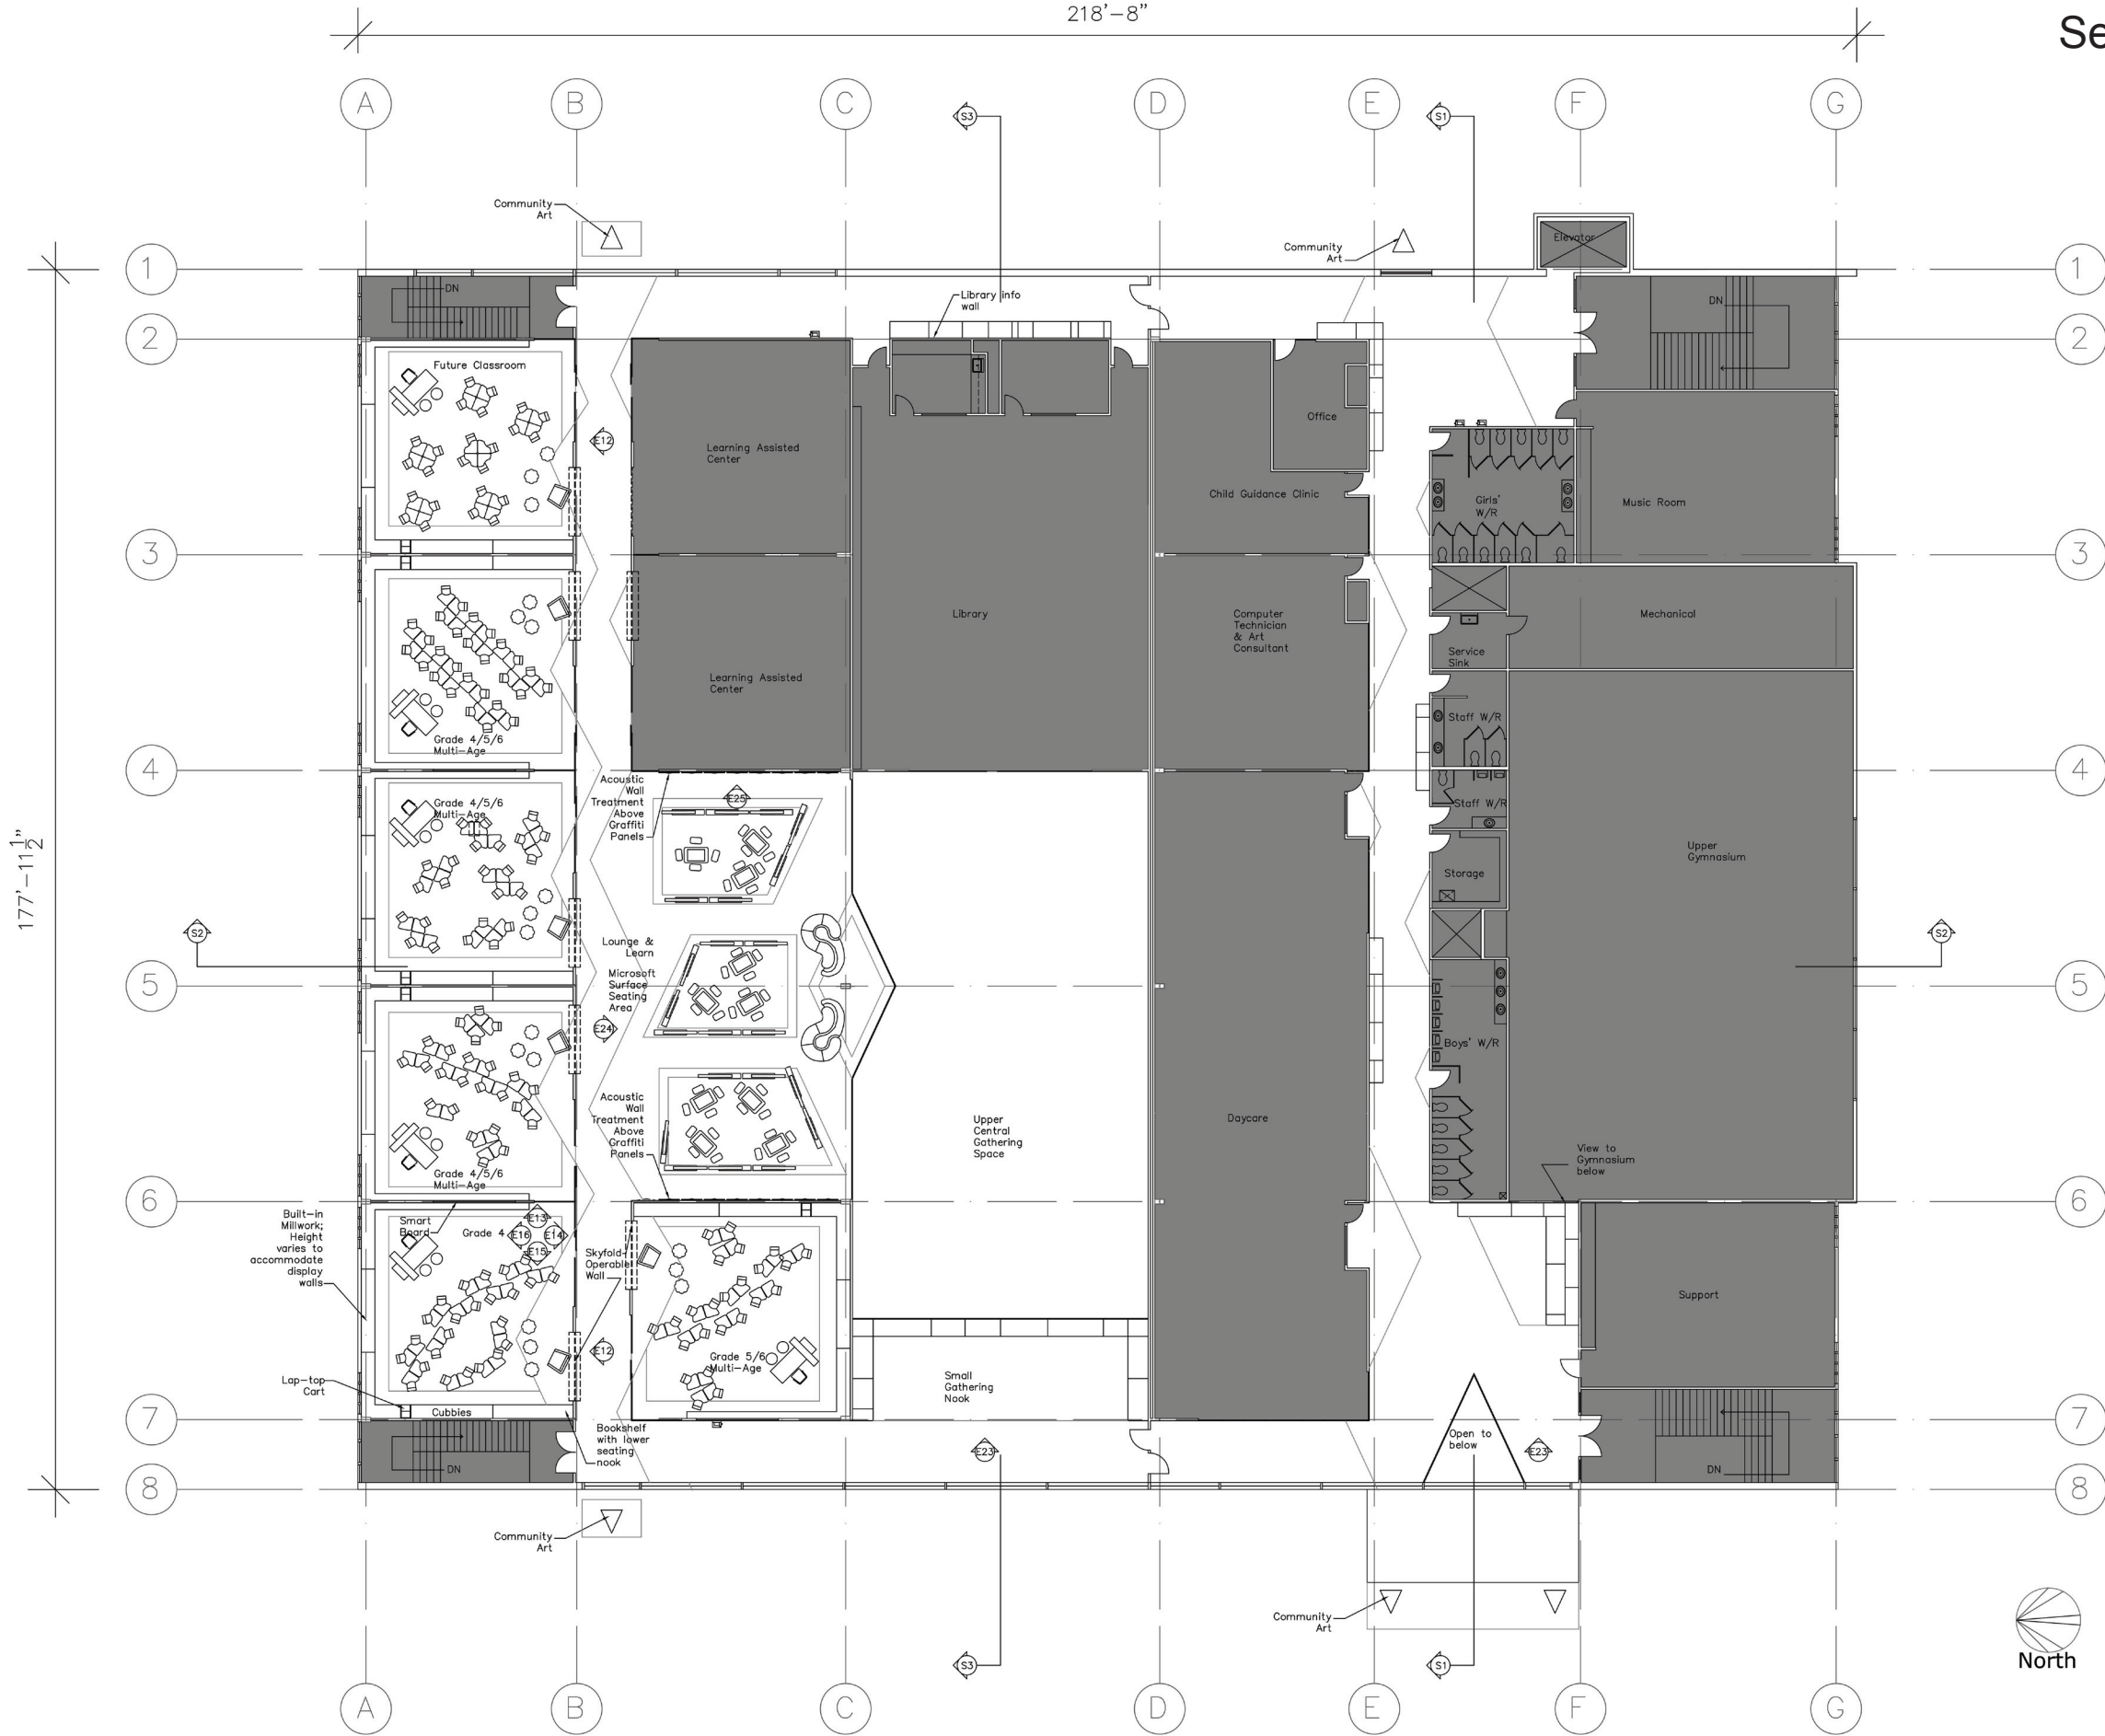 218'-8"
Se
A
B
C
D
E
F
G
S3
S1
Community
Art
Community
Art
Elevator
1
1
DN
Library info
wall
DN
2
2
Future Classroom
E12
Learning Assisted
Center
Office
Child Guidance Clinic
Girls'
W/R
Music Room
3
3
Library
Computer
Technician
& Art
Consultant
Mechanical
Service
Sink
Learning Assisted
Center
Staff W/R
Grade 4/5/6
Multi-Age
4
4
Acoustic
Wall
Treatment
Above
Graffiti
Panels
E25
Grade 4/5/6
Multi-Age
Staff W/R
Upper
Gymnasium
Storage
177'-11 1/2"
S2
S2
Lounge &
Learn
Microsoft
Surface
Seating
Area
5
5
E24
Boys' W/R
Acoustic
Wall
Treatment
Above
Graffiti
Panels
Upper
Central
Gathering
Space
Daycare
View to
Gymnasium
below
Grade 4/5/6
Multi-Age
6
6
Built-in
Millwork;
Height
varies to
accommodate
display
walls
Smart
Board
Grade 4
E13
E16
E14
E15
Skyfold
Operable
Wall
Support
E12
Grade 5/6
Multi-Age
Small
Gathering
Nook
Lap-top
Cart
Cubbies
7
7
Bookshelf
with lower
seating
nook
E23
Open to
below
E23
DN
DN
8
8
Community
Art
Community
Art
North
S3
S1
A
B
C
D
E
F
G